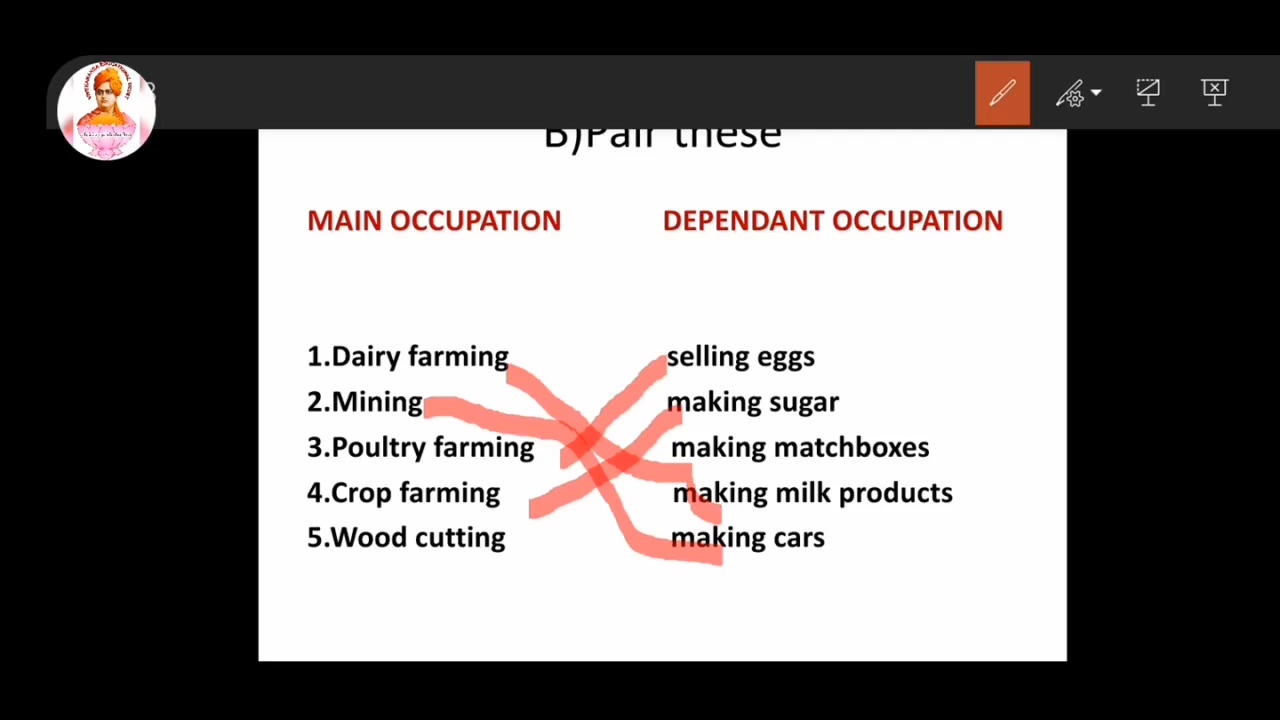 B)Pair these
MAIN OCCUPATION DEPENDANT OCCUPATION
1.Dairy farming selling eggs
2.Mining making sugar
3.Poultry farming making matchboxes
4.Crop farming making milk products
5.Wood cutting making cars